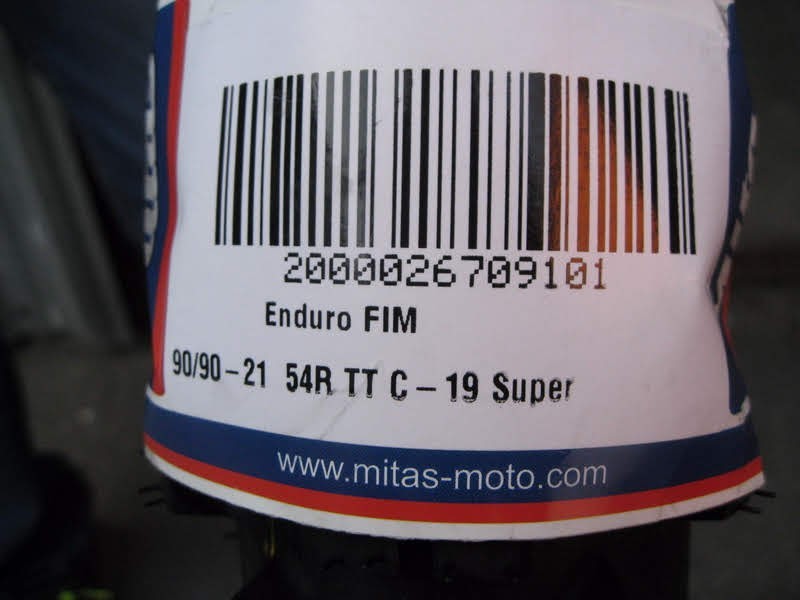 2000026709101
Enduro FIM
90/90-21 54R TT C-19 Super
www.mitas-moto.com